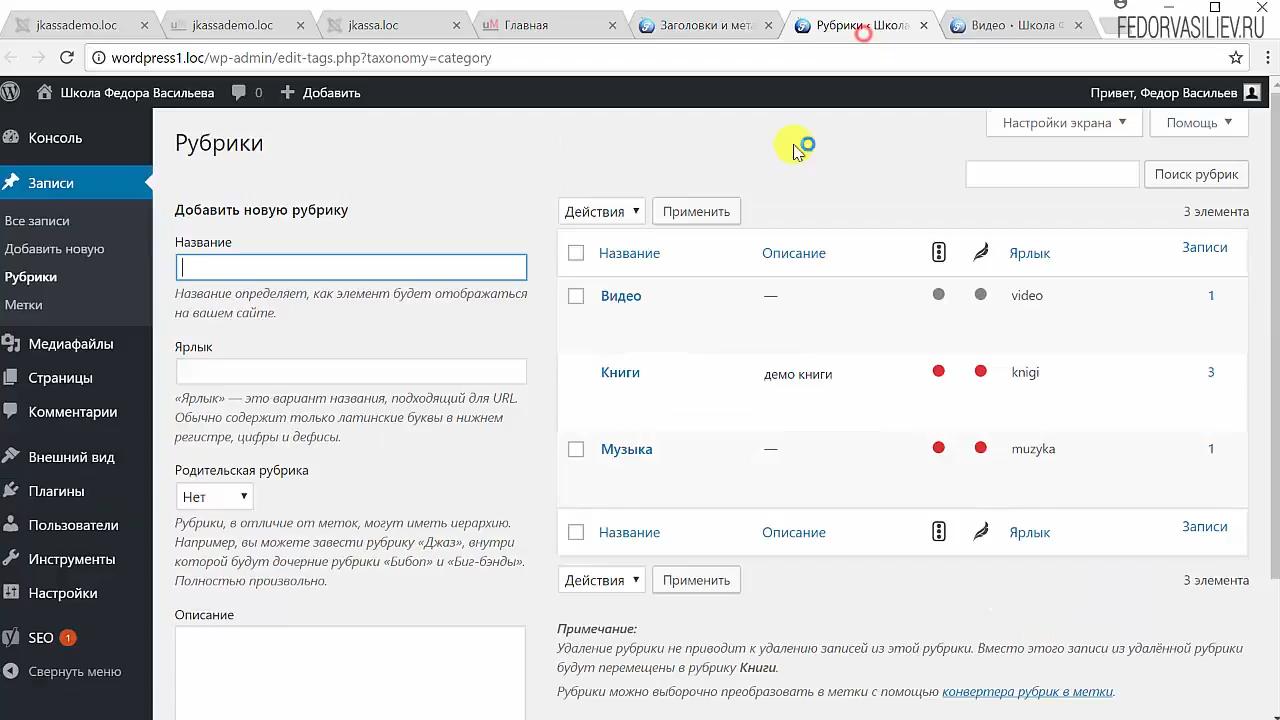 jkassademo.loc
jkassademo.loc
jkassa.loc
Главная
Заголовки и мета
Рубрики • Школа
Видео • Школа Ф
FEDORVASILIEV.RU
wordpress1.loc/wp-admin/edit-tags.php?taxonomy=category
Школа Федора Васильева
0
Добавить
Привет, Федор Васильев
Консоль
Записи
Все записи
Добавить новую
Рубрики
Метки
Медиафайлы
Страницы
Комментарии
Внешний вид
Плагины
Пользователи
Инструменты
Настройки
SEO 1
Свернуть меню
Рубрики
Настройки экрана
Помощь
Поиск рубрик
Добавить новую рубрику
Название
Название определяет, как элемент будет отображаться
на вашем сайте.
Ярлык
«Ярлык» — это вариант названия, подходящий для URL.
Обычно содержит только латинские буквы в нижнем
регистре, цифры и дефисы.
Родительская рубрика
Нет
Рубрики, в отличие от меток, могут иметь иерархию.
Например, вы можете завести рубрику «Джаз», внутри
которой будут дочерние рубрики «Бибоп» и «Биг-бэнды».
Полностью произвольно.
Описание
Действия
Применить
3 элемента
Название Описание Ярлык Записи
Видео — video 1
Книги демо книги knigi 3
Музыка — muzyka 1
Название Описание Ярлык Записи
Действия
Применить
3 элемента
Примечание:
Удаление рубрики не приводит к удалению записей из этой рубрики. Вместо этого записи из удалённой рубрики
будут перемещены в рубрику Книги.
Рубрики можно выборочно преобразовать в метки с помощью конвертера рубрик в метки.